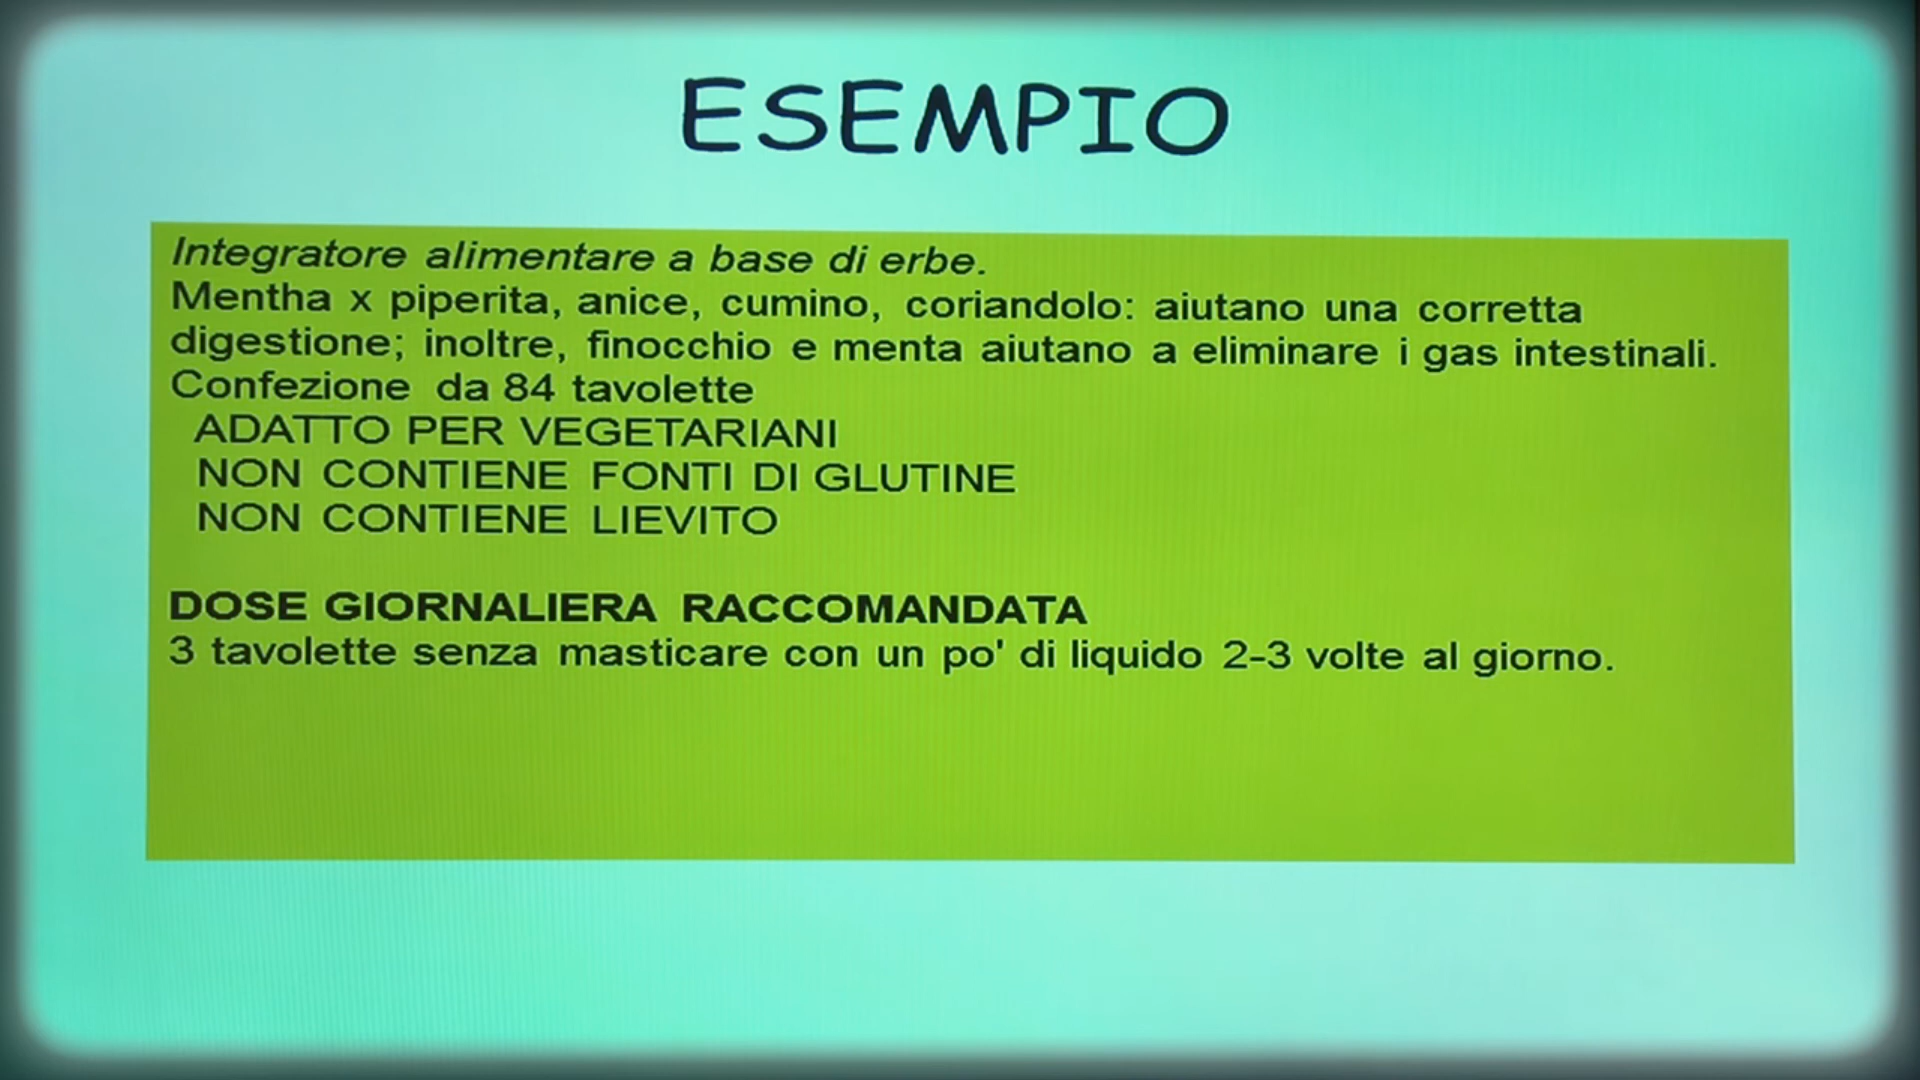 ESEMPIO
Integratore alimentare a base di erbe.
Mentha x piperita, anice, cumino, coriandolo: aiutano una corretta
digestione; inoltre, finocchio e menta aiutano a eliminare i gas intestinali.
Confezione da 84 tavolette
ADATTO PER VEGETARIANI
NON CONTIENE FONTI DI GLUTINE
NON CONTIENE LIEVITO
DOSE GIORNALIERA RACCOMANDATA
3 tavolette senza masticare con un po' di liquido 2-3 volte al giorno.